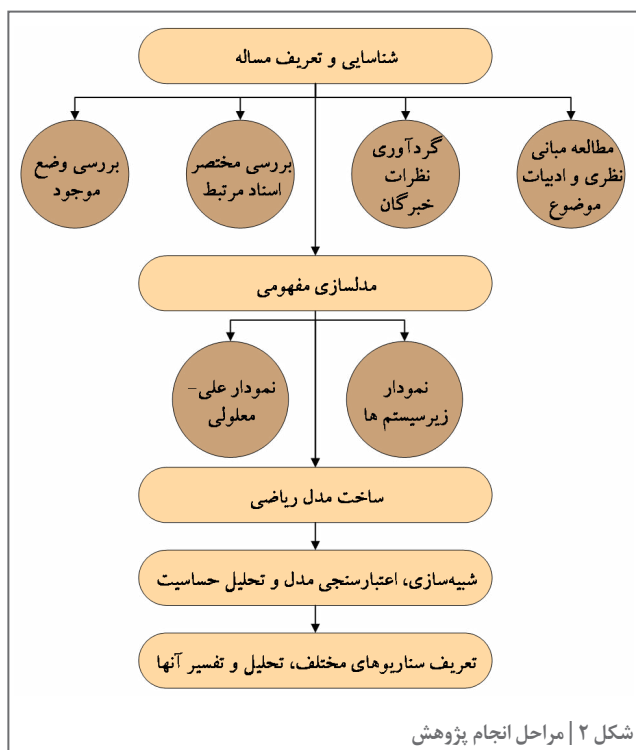 شناسایی و تعریف مساله
مطالعه مبانی
نظری و ادبیات
موضوع
گردآوری
نظرات
خبرگان
بررسی مختصر
اسناد مرتبط
بررسی وضع
موجود
مدلسازی مفهومی
نمودار
زیرسیستم ها
نمودار علی-
معلولی
ساخت مدل ریاضی
شبیه‌سازی، اعتبارسنجی مدل و تحلیل حساسیت
تعریف سناریوهای مختلف، تحلیل و تفسیر آنها
شکل ۲ | مراحل انجام پژوهش